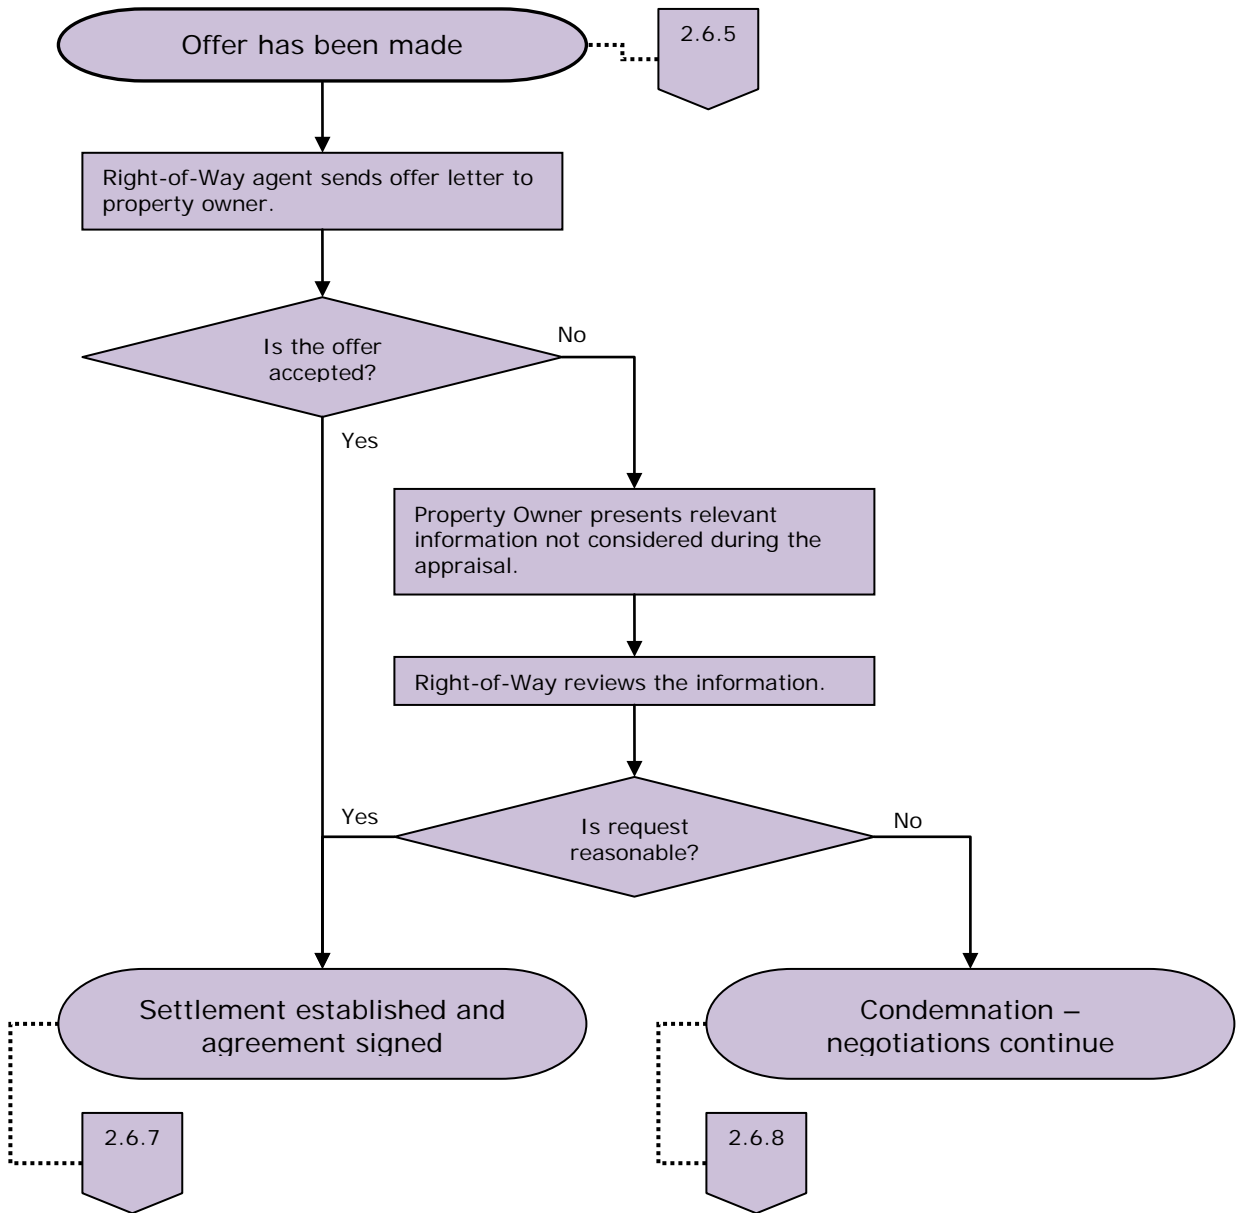 Offer has been made
2.6.5
Right-of-Way agent sends offer letter to
property owner.
Is the offer
accepted?
No
Yes
Property Owner presents relevant
information not considered during the
appraisal.
Right-of-Way reviews the information.
Yes
Is request
reasonable?
No
Settlement established and
agreement signed
Condemnation –
negotiations continue
2.6.7
2.6.8